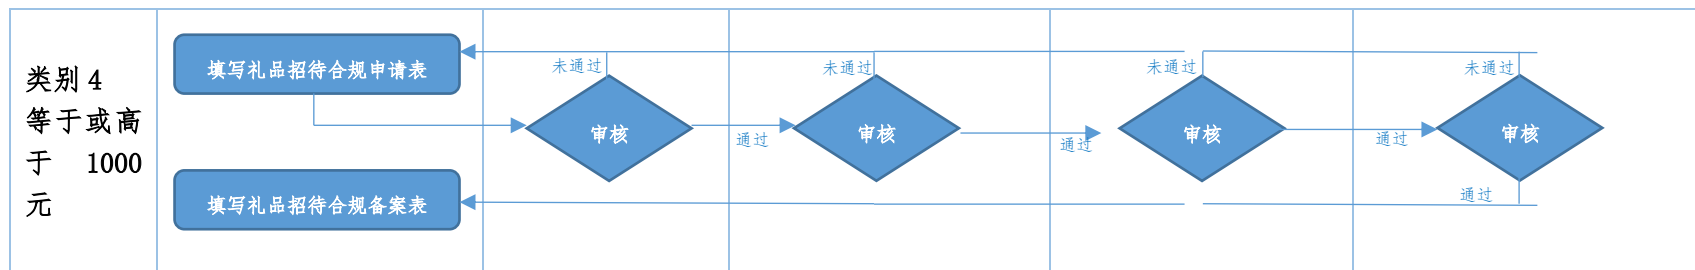 类别 4
等于或高
于 1000
元
填写礼品招待合规申请表
未通过
未通过
未通过
未通过
审核
审核
审核
审核
通过
通过
通过
填写礼品招待合规备案表
通过